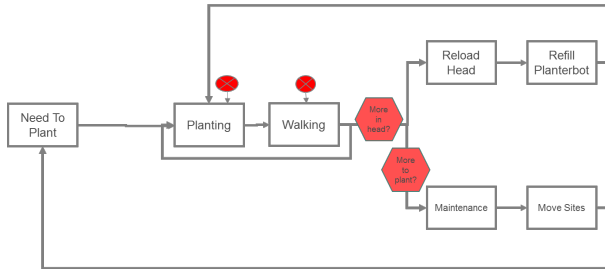 Need To
Plant
Planting
Walking
More
in
head?
More
to
plant?
Reload
Head
Refill
Planterbot
Maintenance
Move Sites